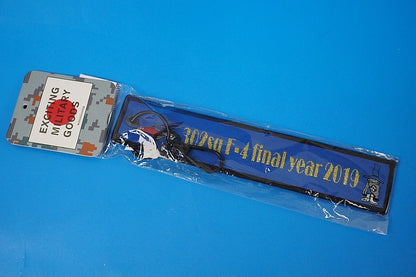 EXCITING
MILITARY
GOODS
302sq F-4 final year 2019